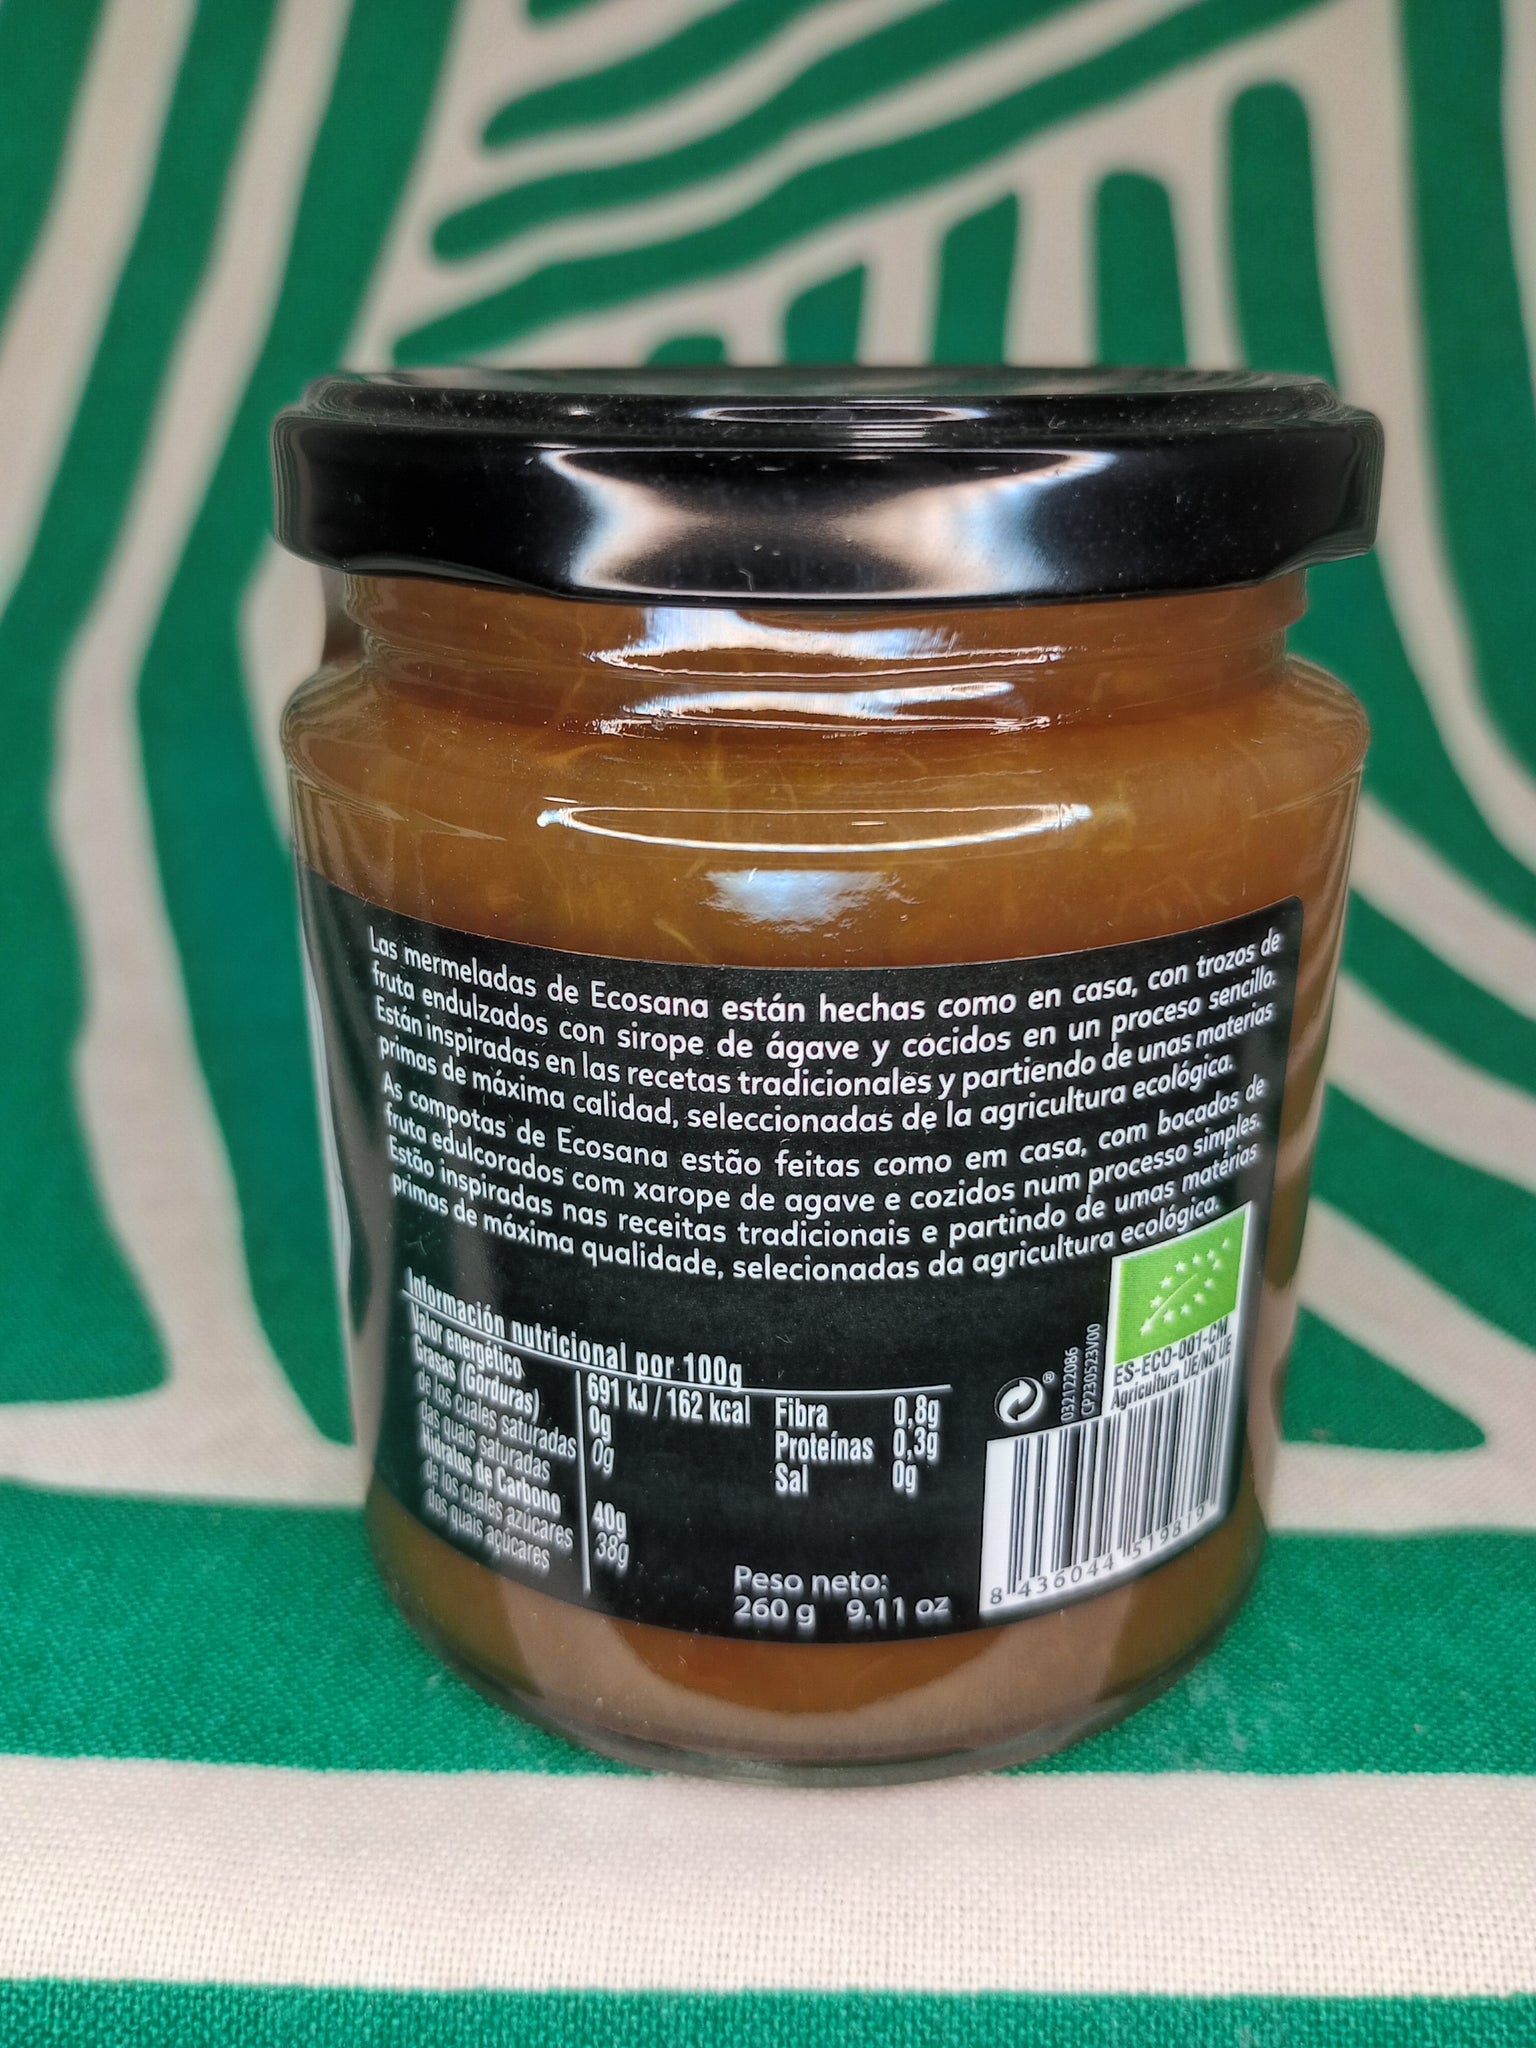 Las mermeladas de Ecosana están hechas como en casa, con trozos de
fruta endulzados con sirope de ágave y cocidos en un proceso sencillo.
Están inspiradas en las recetas tradicionales y partiendo de unas materias
primas de máxima calidad, seleccionadas de la agricultura ecológica.
As compotas de Ecosana estão feitas como em casa, com bocados de
fruta edulcorados com xarope de agave e cozidos num processo simples.
Estão inspiradas nas receitas tradicionais e partindo de umas matérias
primas de máxima qualidade, selecionadas da agricultura ecológica.
Información nutricional por 100g
Valor energético 691 kJ / 162 kcal
Grasas (Gorduras) 0g
de los cuales saturadas 0g
das quais saturadas
Hidratos de Carbono 40g
de los cuales azúcares 38g
dos quais açúcares
Fibra 0,8g
Proteínas 0,3g
Sal 0g
Peso neto:
260 g 9.11 oz
®
032122086
CP230523V00
ES-ECO-001-CM
Agricultura UE/NO UE
8 436044 519819